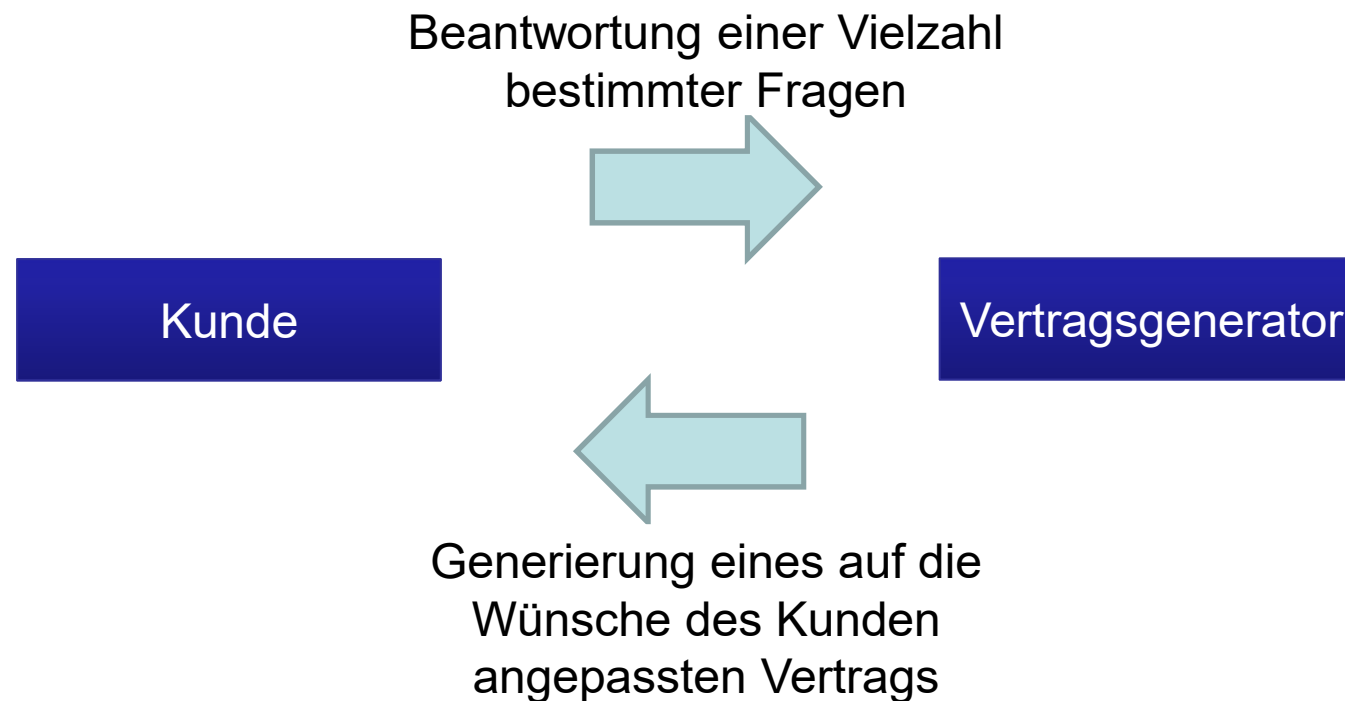 Beantwortung einer Vielzahl
bestimmter Fragen
Kunde
Vertragsgenerator
Generierung eines auf die
Wünsche des Kunden
angepassten Vertrags